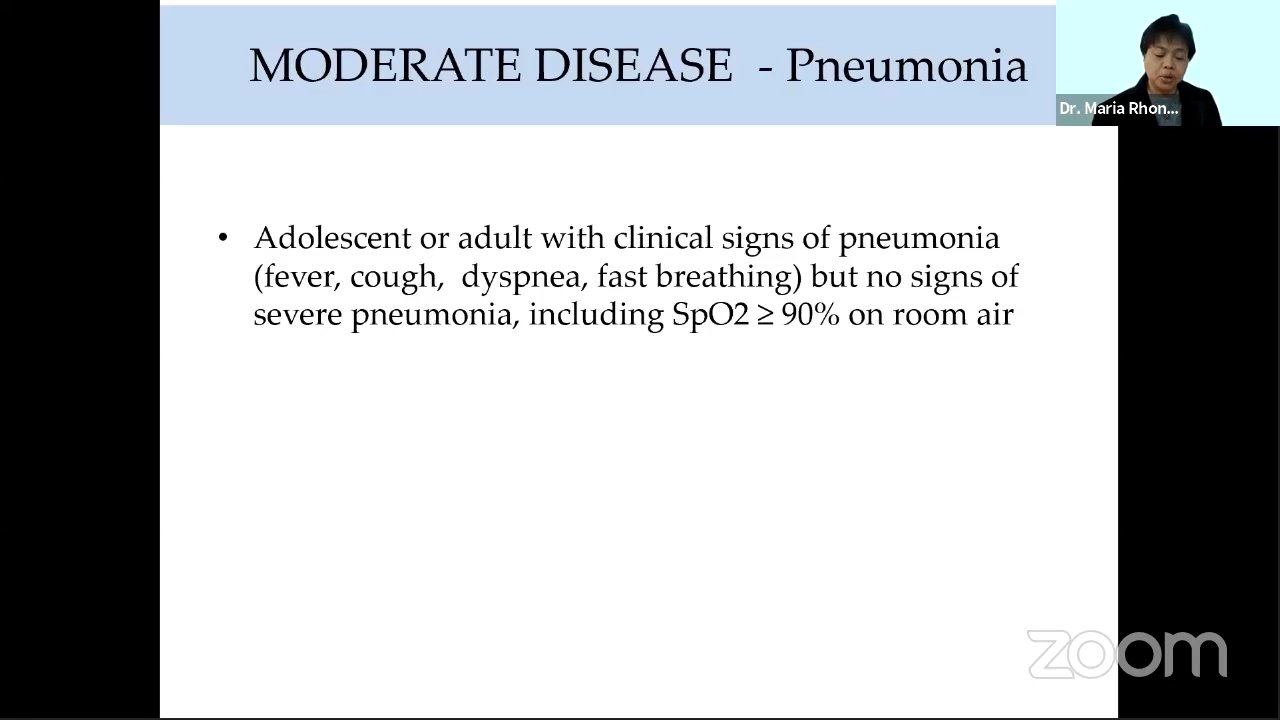 MODERATE DISEASE - Pneumonia
Dr. Maria Rhon...
• Adolescent or adult with clinical signs of pneumonia
(fever, cough, dyspnea, fast breathing) but no signs of
severe pneumonia, including SpO2 ≥ 90% on room air
zoom